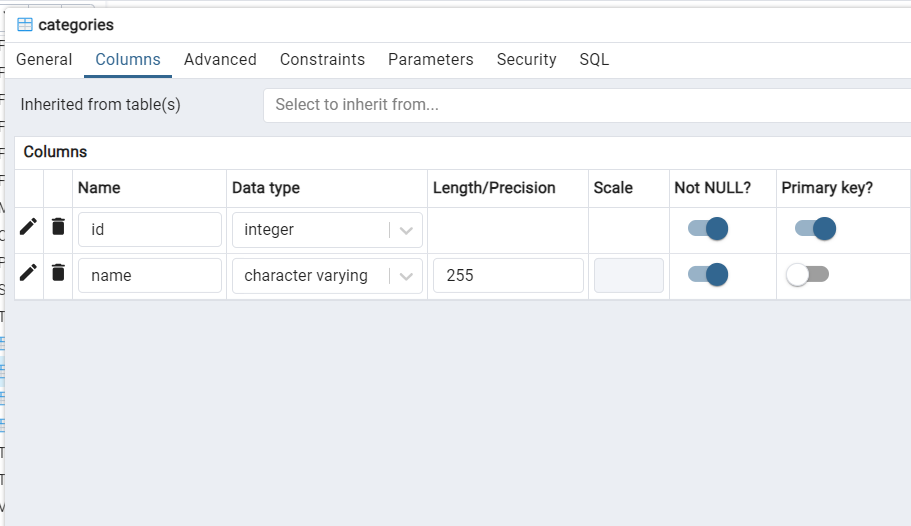 categories
General Columns Advanced Constraints Parameters Security SQL
Inherited from table(s) Select to inherit from...
Columns
Name Data type Length/Precision Scale Not NULL? Primary key?
id integer
name character varying 255